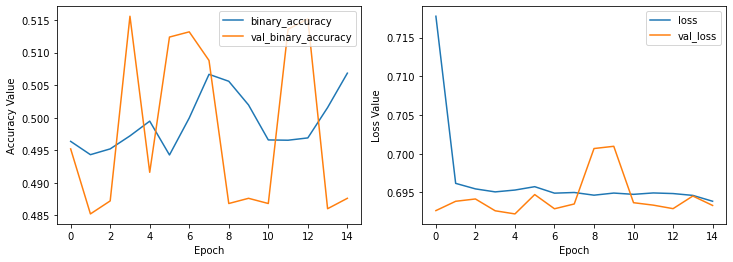 0.515
0.510
0.505
0.500
0.495
0.490
0.485
Accuracy Value
binary_accuracy
val_binary_accuracy
0 2 4 6 8 10 12 14
Epoch
0.715
0.710
0.705
0.700
0.695
Loss Value
loss
val_loss
0 2 4 6 8 10 12 14
Epoch